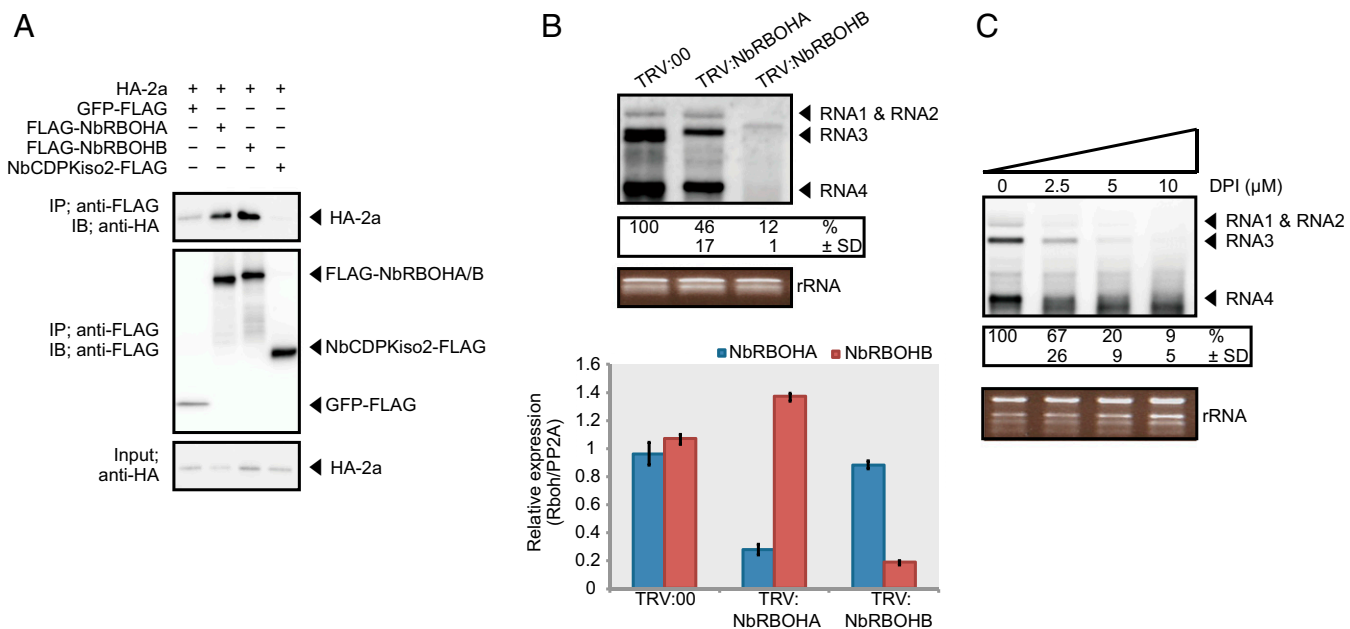 A
HA-2a + + + +
GFP-FLAG + – – –
FLAG-NbRBOHA – + – –
FLAG-NbRBOHB – – + –
NbCDPKiso2-FLAG – – – +
IP; anti-FLAG
IB; anti-HA
HA-2a
IP; anti-FLAG
IB; anti-FLAG
FLAG-NbRBOHA/B
NbCDPKiso2-FLAG
GFP-FLAG
Input;
anti-HA
HA-2a
B
TRV:00 TRV:NbRBOHA TRV:NbRBOHB
RNA1 & RNA2
RNA3
RNA4
100 46 12 %
17 1 ± SD
rRNA
NbRBOHA NbRBOHB
Relative expression
(Rboh/PP2A)
1.6
1.4
1.2
1
0.8
0.6
0.4
0.2
0
TRV:00 TRV: TRV:
NbRBOHA NbRBOHB
C
0 2.5 5 10 DPI (µM)
RNA1 & RNA2
RNA3
RNA4
100 67 20 9 %
26 9 5 ± SD
rRNA